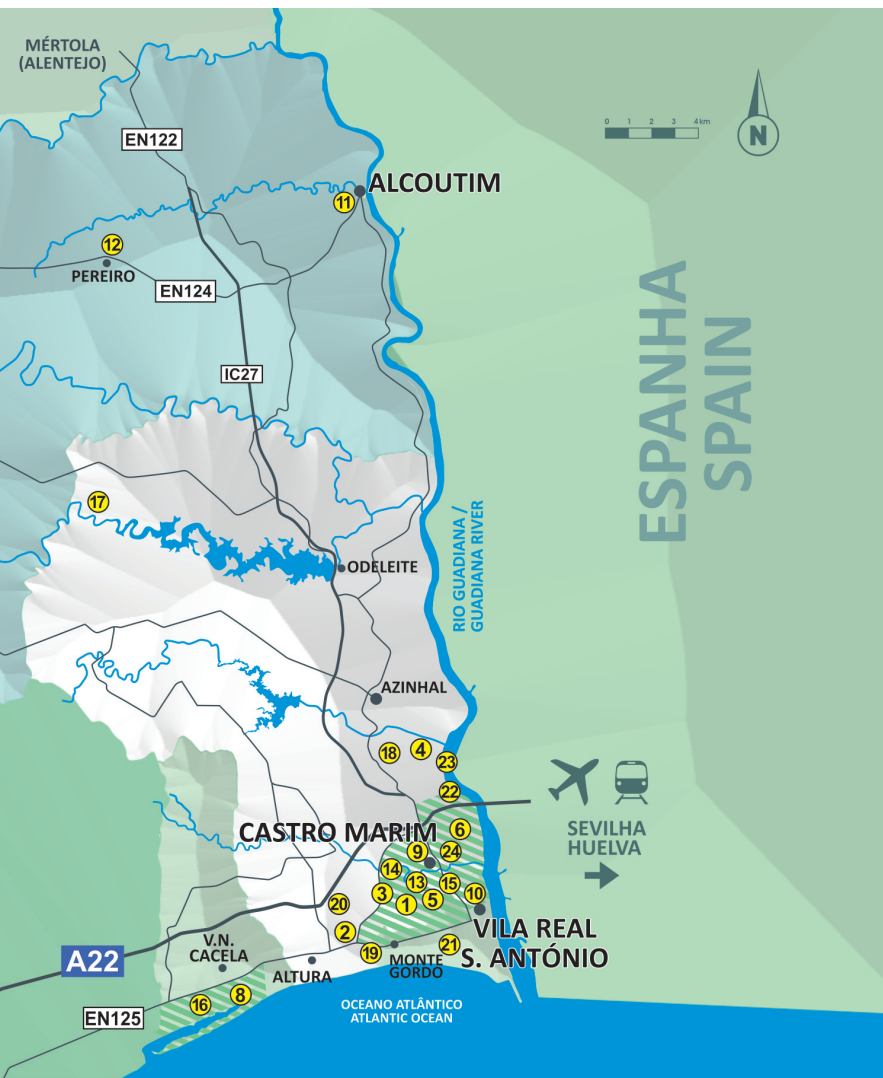 MÉRTOLA
(ALENTEJO)
0 1 2 3 4km
N
EN122
ALCOUTIM
11
12
PEREIRO
EN124
ESPANHA
SPAIN
IC27
17
RIO GUADIANA /
GUADIANA RIVER
ODELEITE
AZINHAL
18
4
23
22
SEVILHA
HUELVA
CASTRO MARIM
6
9
24
14
13
15
10
3
1
5
20
2
VILA REAL
S. ANTÓNIO
21
19
MONTE
GORDO
V.N.
CACELA
A22
ALTURA
8
16
EN125
OCEANO ATLÂNTICO
ATLANTIC OCEAN